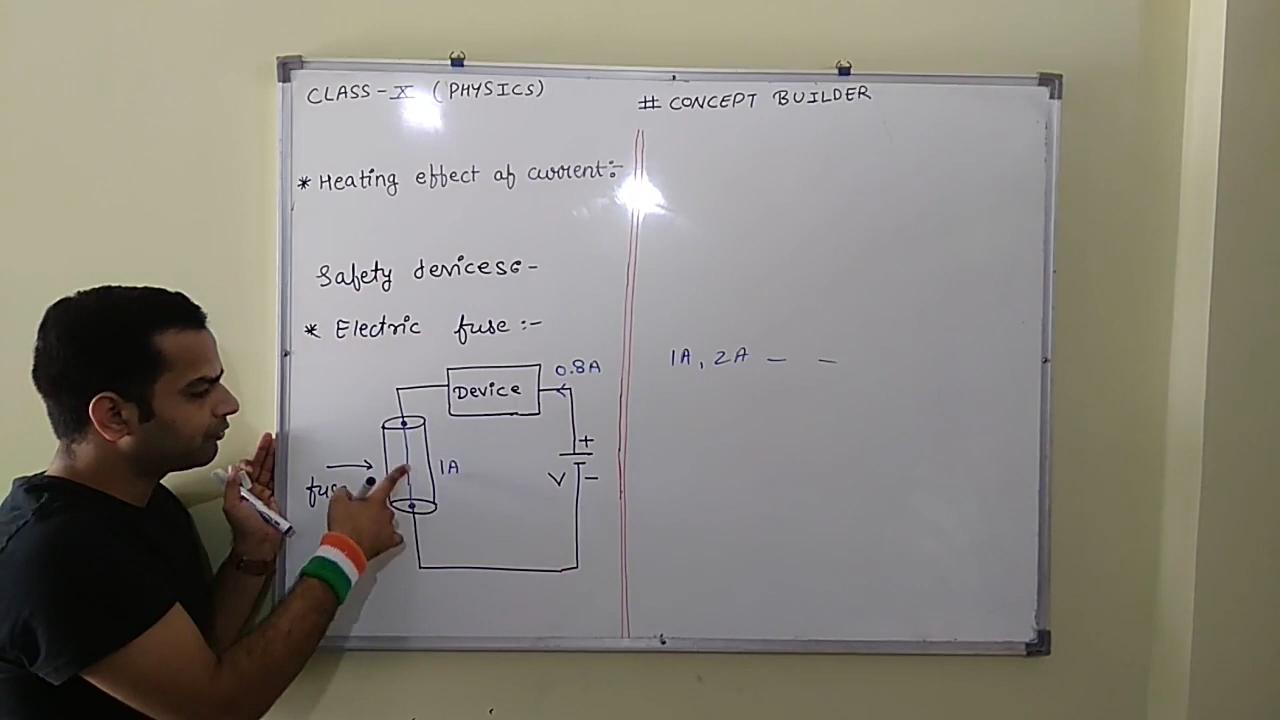 CLASS-X (PHYSICS)
# CONCEPT BUILDER
* Heating effect of current:-
Safety devices:-
* Electric fuse :-
1A, 2A - -
0.8A
Device
+
V -
1A
fuse